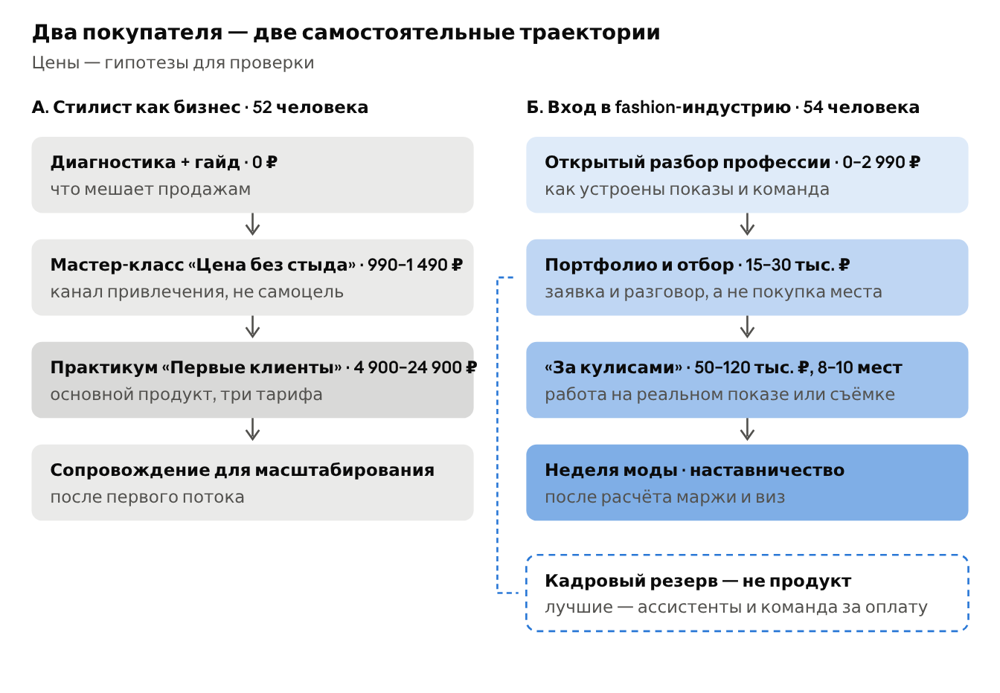 Два покупателя — две самостоятельные траектории
Цены — гипотезы для проверки
А. Стилист как бизнес · 52 человека
Диагностика + гайд · 0 ₽
что мешает продажам
Мастер-класс «Цена без стыда» · 990–1 490 ₽
канал привлечения, не самоцель
Практикум «Первые клиенты» · 4 900–24 900 ₽
основной продукт, три тарифа
Сопровождение для масштабирования
после первого потока
Б. Вход в fashion-индустрию · 54 человека
Открытый разбор профессии · 0–2 990 ₽
как устроены показы и команда
Портфолио и отбор · 15–30 тыс. ₽
заявка и разговор, а не покупка места
«За кулисами» · 50–120 тыс. ₽, 8–10 мест
работа на реальном показе или съёмке
Неделя моды · наставничество
после расчёта маржи и виз
Кадровый резерв — не продукт
лучшие — ассистенты и команда за оплату